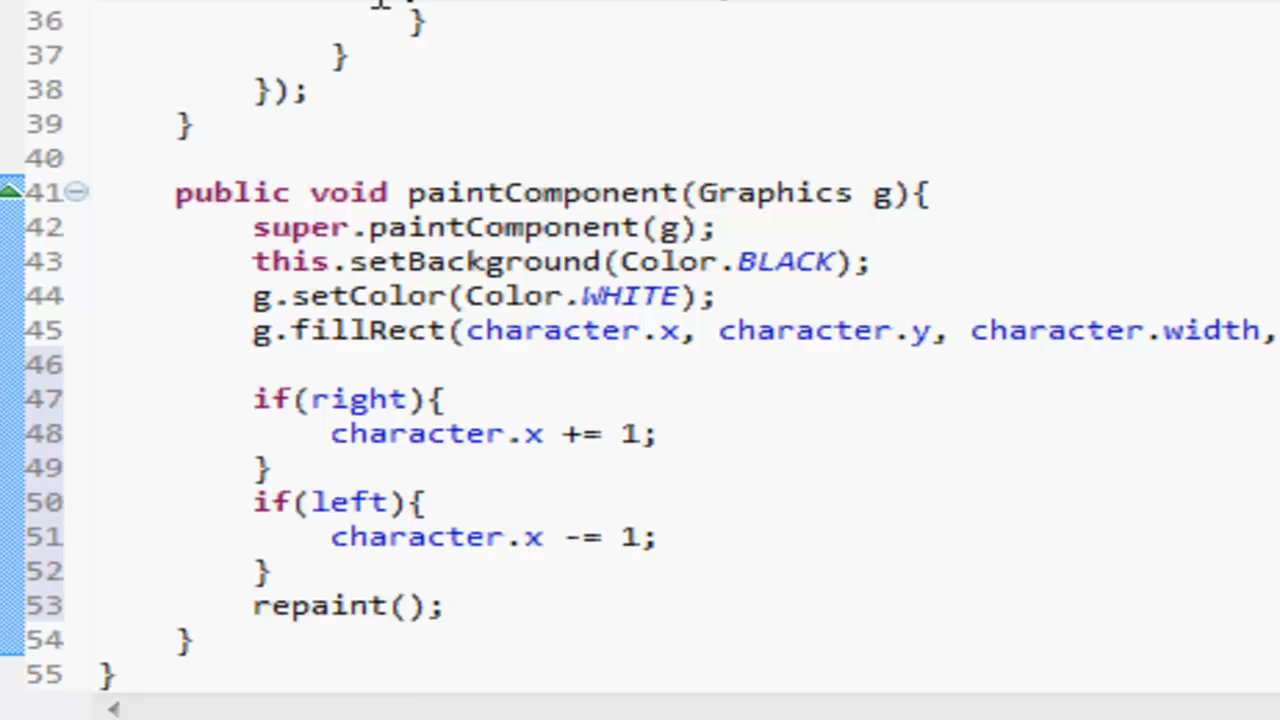 36 }
37 }
38 });
39 }
40
41 public void paintComponent(Graphics g){
42 super.paintComponent(g);
43 this.setBackground(Color.BLACK);
44 g.setColor(Color.WHITE);
45 g.fillRect(character.x, character.y, character.width,
46
47 if(right){
48 character.x += 1;
49 }
50 if(left){
51 character.x -= 1;
52 }
53 repaint();
54 }
55 }